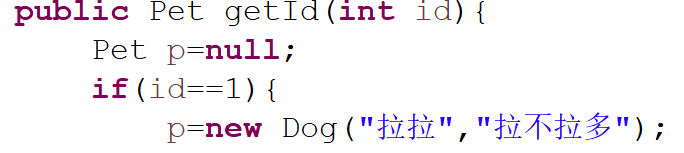 public Pet getId(int id){
Pet p=null;
if(id==1){
p=new Dog("拉拉","拉不拉多");